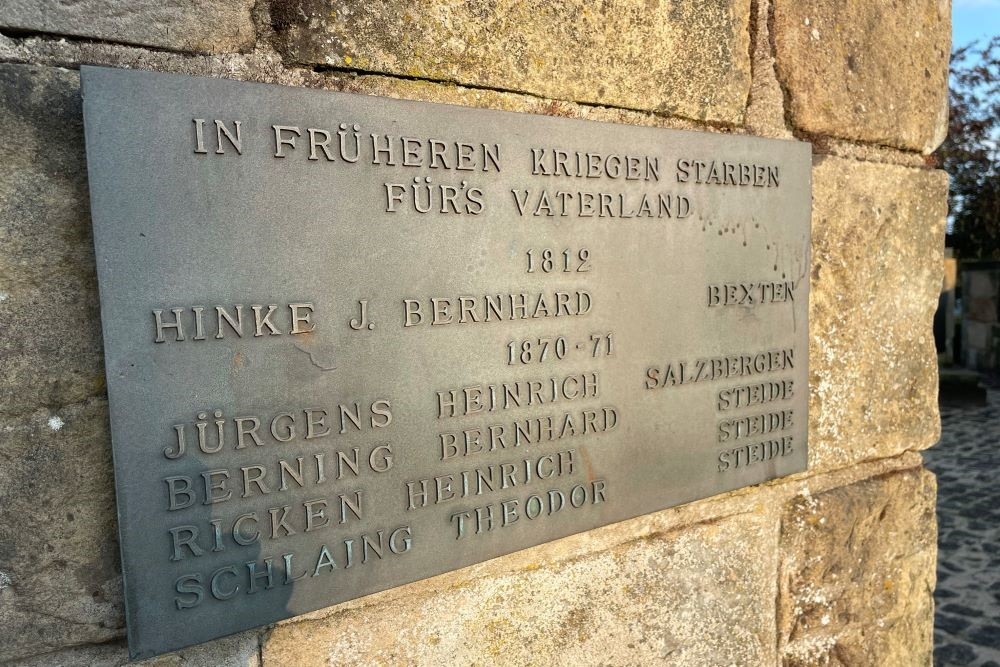 IN FRÜHEREN KRIEGEN STARBEN
FÜR'S VATERLAND
1812
HINKE J. BERNHARD BEXTEN
1870-71
JÜRGENS HEINRICH SALZBERGEN
BERNING BERNHARD STEIDE
RICKEN HEINRICH STEIDE
SCHLAING THEODOR STEIDE